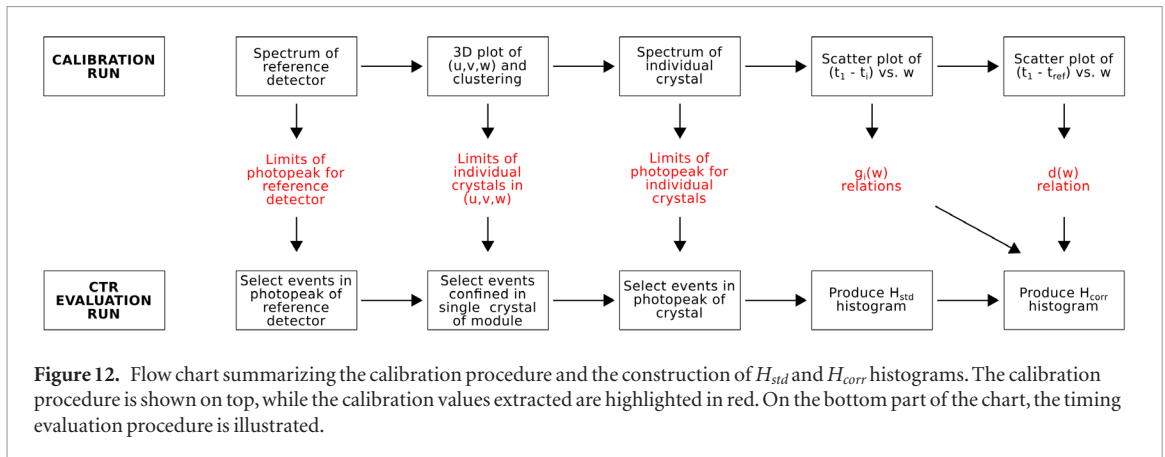 CALIBRATION
RUN
Spectrum of
reference
detector
3D plot of
(u,v,w) and
clustering
Spectrum of
individual
crystal
Scatter plot of
(t1 - ti) vs. w
Scatter plot of
(t1 - tref) vs. w
Limits of
photopeak for
reference
detector
Limits of
individual
crystals in
(u,v,w)
Limits of
photopeak for
individual
crystals
gi(w)
relations
d(w)
relation
CTR
EVALUATION
RUN
Select events in
photopeak of
reference
detector
Select events
confined in
single crystal
of module
Select events in
photopeak of
crystal
Produce Hstd
histogram
Produce Hcorr
histogram
Figure 12. Flow chart summarizing the calibration procedure and the construction of Hstd and Hcorr histograms. The calibration
procedure is shown on top, while the calibration values extracted are highlighted in red. On the bottom part of the chart, the timing
evaluation procedure is illustrated.